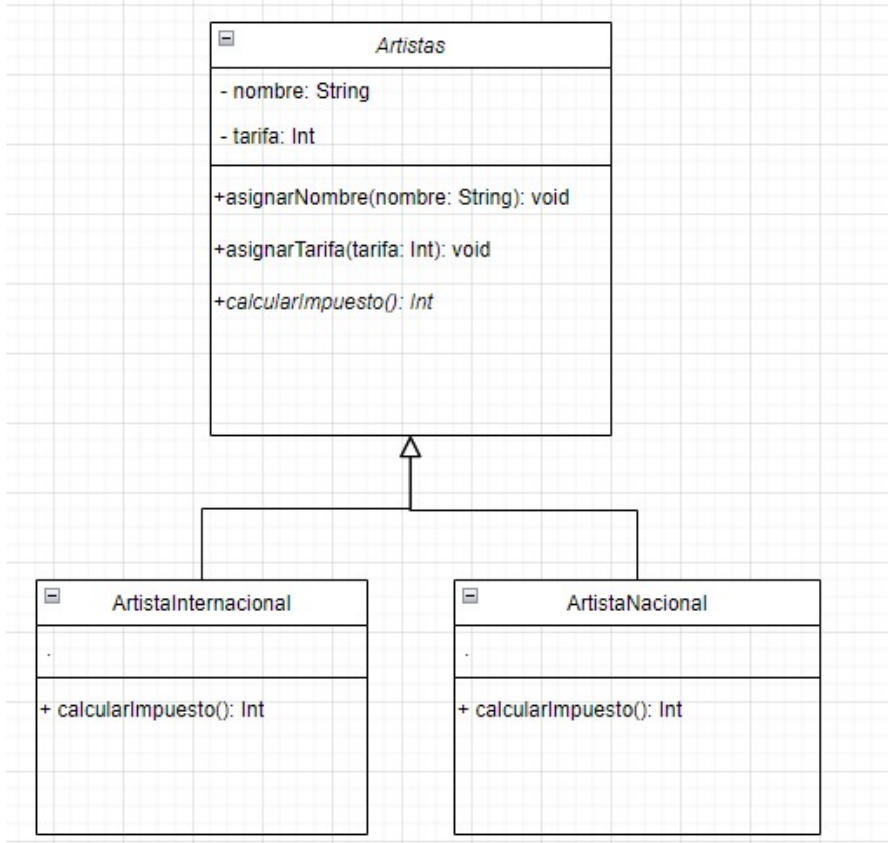 Artistas
- nombre: String
- tarifa: Int
+asignarNombre(nombre: String): void
+asignarTarifa(tarifa: Int): void
+calcularImpuesto(): Int
ArtistaInternacional
.
+ calcularImpuesto(): Int
ArtistaNacional
.
+ calcularImpuesto(): Int